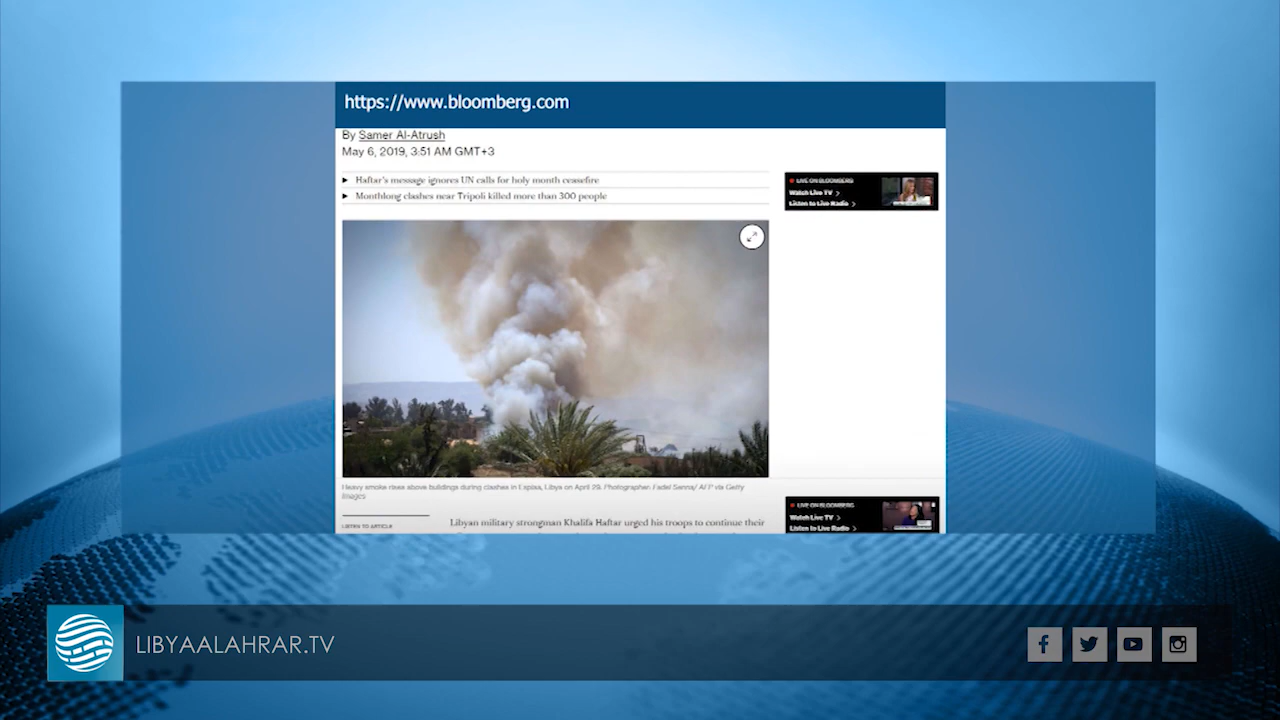 https://www.bloomberg.com
By Samer Al-Atrush
May 6, 2019, 3:51 AM GMT+3
Haftar's message ignores UN calls for holy month ceasefire
Monthlong clashes near Tripoli killed more than 300 people
LIVE ON BLOOMBERG
Watch Live TV
Listen to Live Radio
Heavy smoke rises above buildings during clashes in Espiaa, Libya on April 29. Photographer: Fadel Senna/ AFP via Getty
Images
LISTEN TO ARTICLE
Libyan military strongman Khalifa Haftar urged his troops to continue their
LIVE ON BLOOMBERG
Watch Live TV
Listen to Live Radio
LIBYAALAHRAR.TV